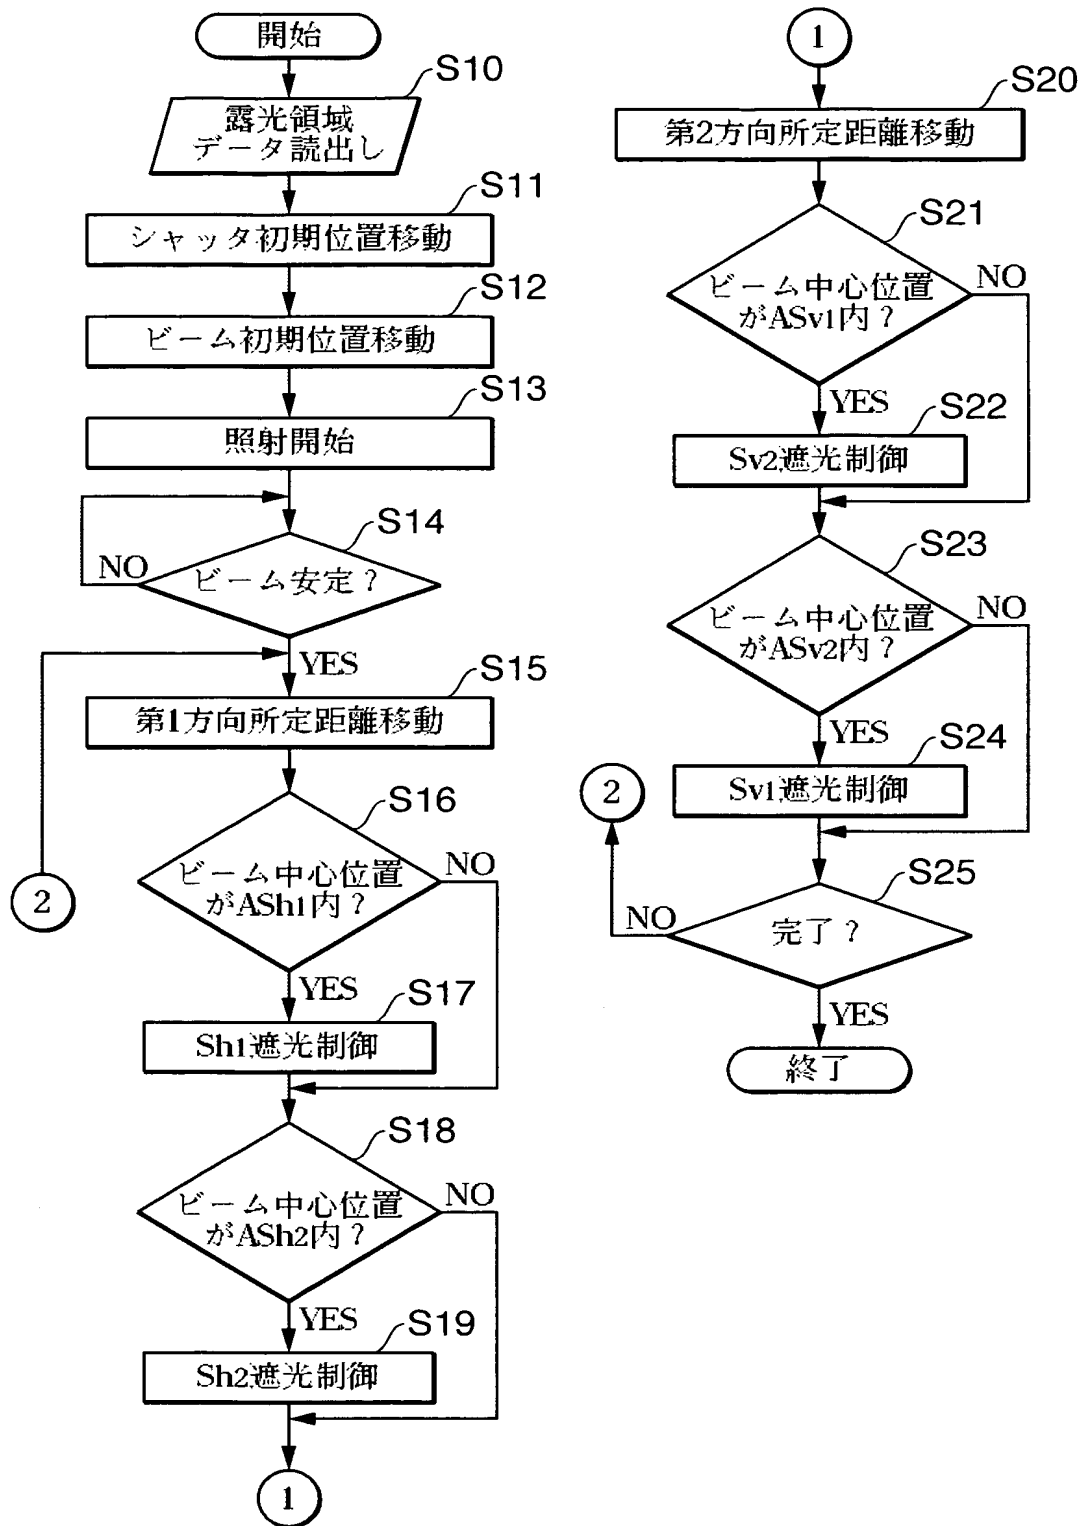 開始
S10
露光領域
データ読出し
S11
シャッタ初期位置移動
S12
ビーム初期位置移動
S13
照射開始
S14
NO
ビーム安定？
YES
S15
第1方向所定距離移動
S16
ビーム中心位置
がASh1内？
NO
2
YES
S17
Sh1遮光制御
S18
ビーム中心位置
がASh2内？
NO
YES
S19
Sh2遮光制御
1
1
S20
第2方向所定距離移動
S21
ビーム中心位置
がASv1内？
NO
YES
S22
Sv2遮光制御
S23
ビーム中心位置
がASv2内？
NO
YES
S24
Sv1遮光制御
2
S25
NO
完了？
YES
終了